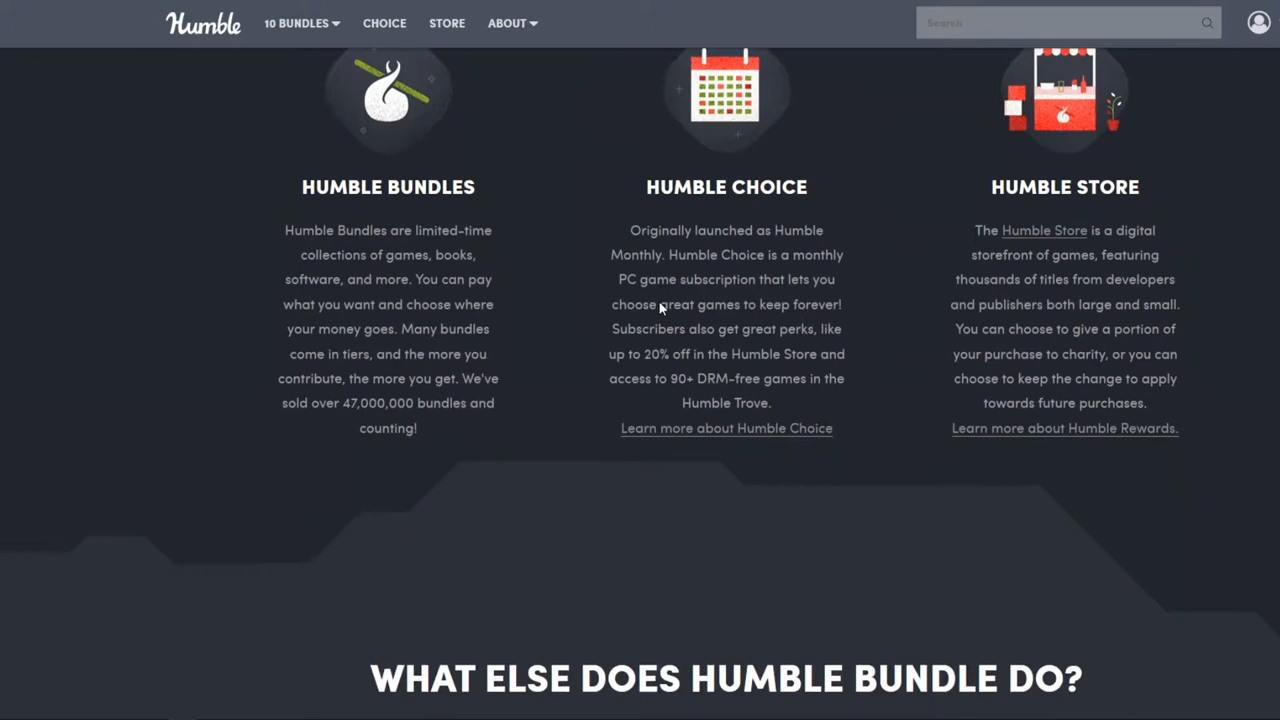 Humble 10 BUNDLES CHOICE STORE ABOUT Search
HUMBLE BUNDLES
Humble Bundles are limited-time
collections of games, books,
software, and more. You can pay
what you want and choose where
your money goes. Many bundles
come in tiers, and the more you
contribute, the more you get. We've
sold over 47,000,000 bundles and
counting!
HUMBLE CHOICE
Originally launched as Humble
Monthly. Humble Choice is a monthly
PC game subscription that lets you
choose great games to keep forever!
Subscribers also get great perks, like
up to 20% off in the Humble Store and
access to 90+ DRM-free games in the
Humble Trove.
Learn more about Humble Choice
HUMBLE STORE
The Humble Store is a digital
storefront of games, featuring
thousands of titles from developers
and publishers both large and small.
You can choose to give a portion of
your purchase to charity, or you can
choose to keep the change to apply
towards future purchases.
Learn more about Humble Rewards.
WHAT ELSE DOES HUMBLE BUNDLE DO?